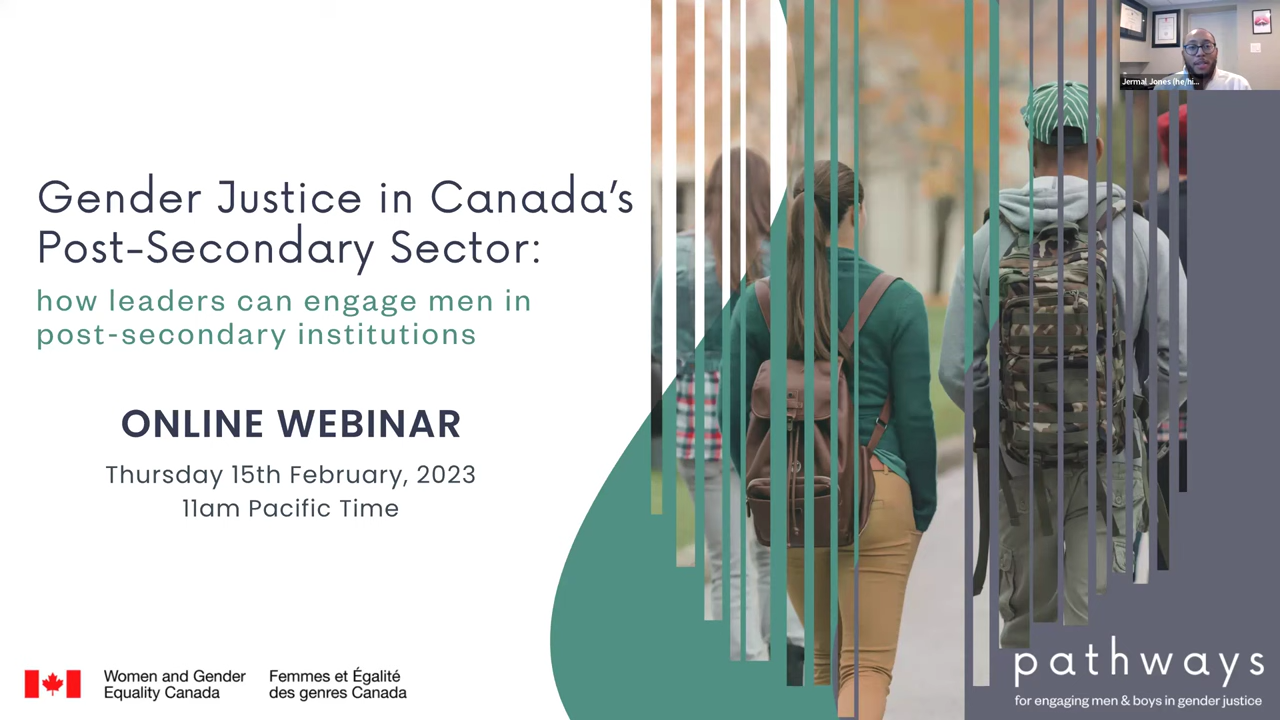 Jermal Jones (he/hi...
Gender Justice in Canada's
Post-Secondary Sector:
how leaders can engage men in
post-secondary institutions
ONLINE WEBINAR
Thursday 15th February, 2023
11am Pacific Time
Women and Gender
Equality Canada
Femmes et Égalité
des genres Canada
pathways
for engaging men & boys in gender justice